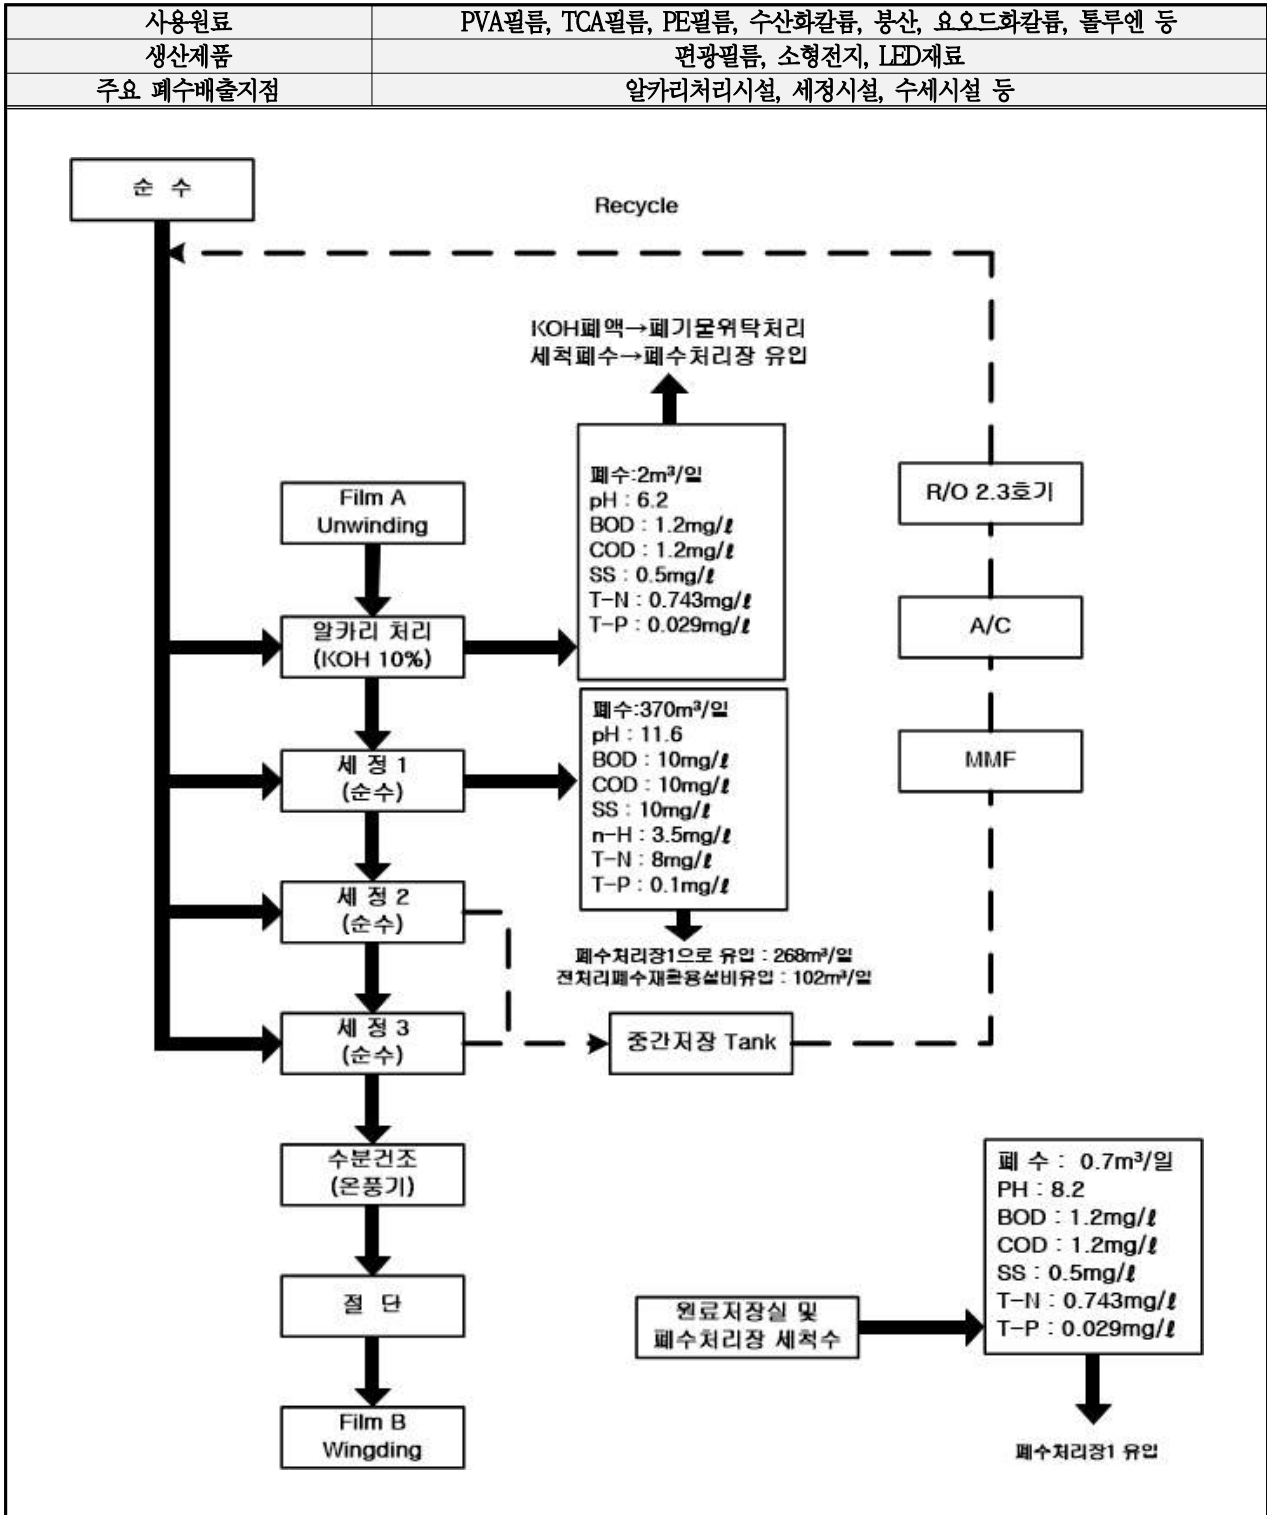 사용원료 PVA필름, TCA필름, PE필름, 수산화칼륨, 붕산, 요오드화칼륨, 톨루엔 등
생산제품 편광필름, 소형전지, LED재료
주요 폐수배출지점 알카리처리시설, 세정시설, 수세시설 등
순 수
Recycle
KOH폐액→폐기물위탁처리
세척폐수→폐수처리장 유입
폐수:2m³/일
pH : 6.2
BOD : 1.2mg/ℓ
COD : 1.2mg/ℓ
SS : 0.5mg/ℓ
T-N : 0.743mg/ℓ
T-P : 0.029mg/ℓ
Film A
Unwinding
R/O 2.3호기
알카리 처리
(KOH 10%)
A/C
폐수:370m³/일
pH : 11.6
BOD : 10mg/ℓ
COD : 10mg/ℓ
SS : 10mg/ℓ
n-H : 3.5mg/ℓ
T-N : 8mg/ℓ
T-P : 0.1mg/ℓ
세 정 1
(순수)
MMF
세 정 2
(순수)
폐수처리장1으로 유입 : 268m³/일
전처리폐수재활용설비유입 : 102m³/일
세 정 3
(순수)
중간저장 Tank
수분건조
(온풍기)
폐 수 : 0.7m³/일
PH : 8.2
BOD : 1.2mg/ℓ
COD : 1.2mg/ℓ
SS : 0.5mg/ℓ
T-N : 0.743mg/ℓ
T-P : 0.029mg/ℓ
절 단
원료저장실 및
폐수처리장 세척수
Film B
Wingding
폐수처리장1 유입